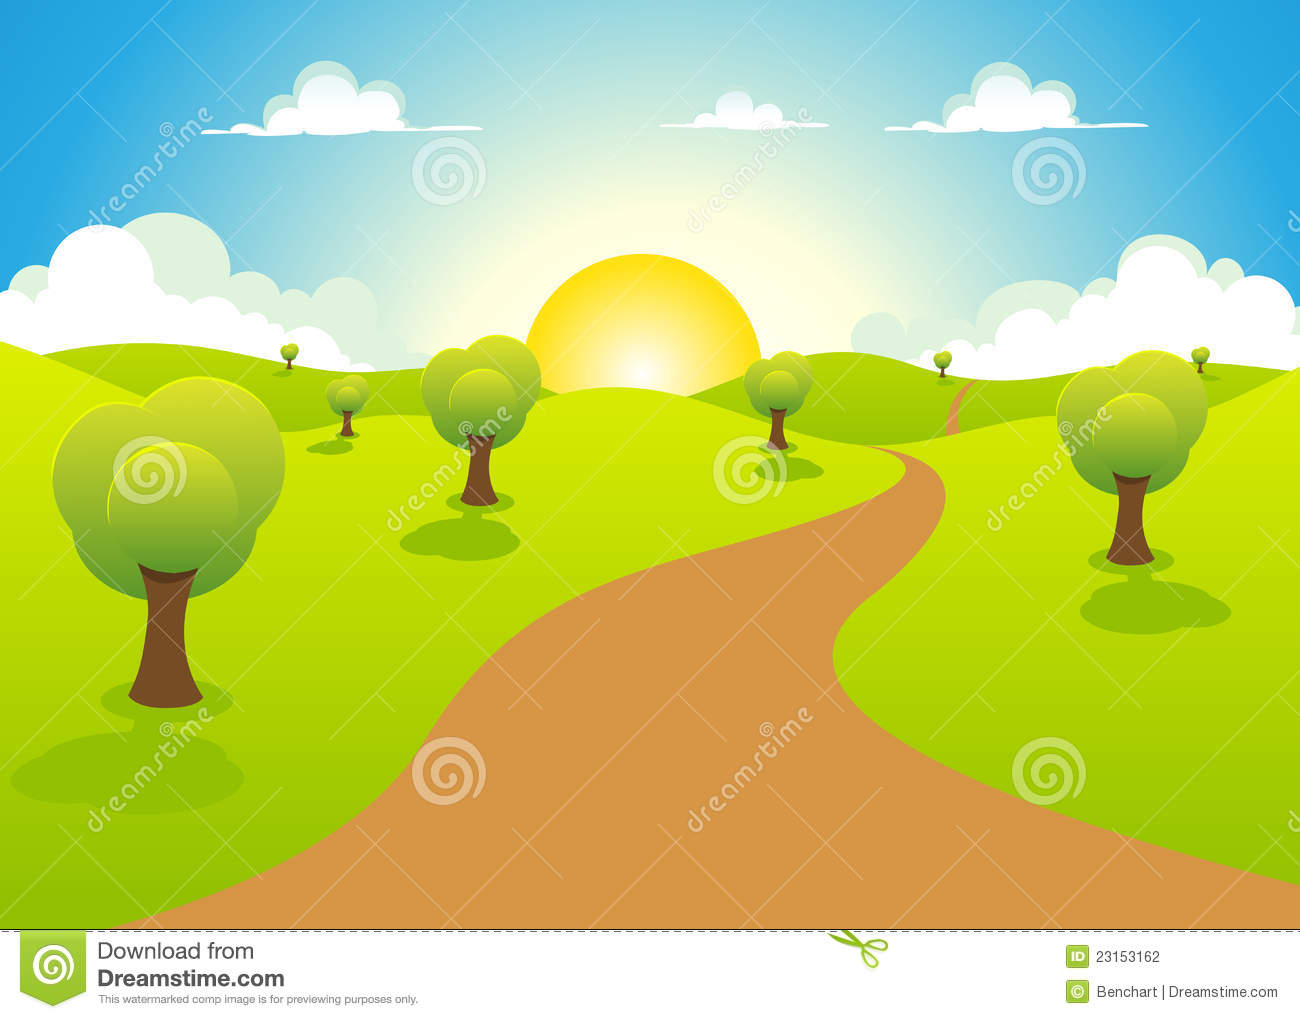 dreamstime
dreamstime
dreamstime
dreamstime
dreamstime
dreamstime
dreamstime
Download from
Dreamstime.com
This watermarked comp image is for previewing purposes only.
ID 23153162
© Benchart | Dreamstime.com